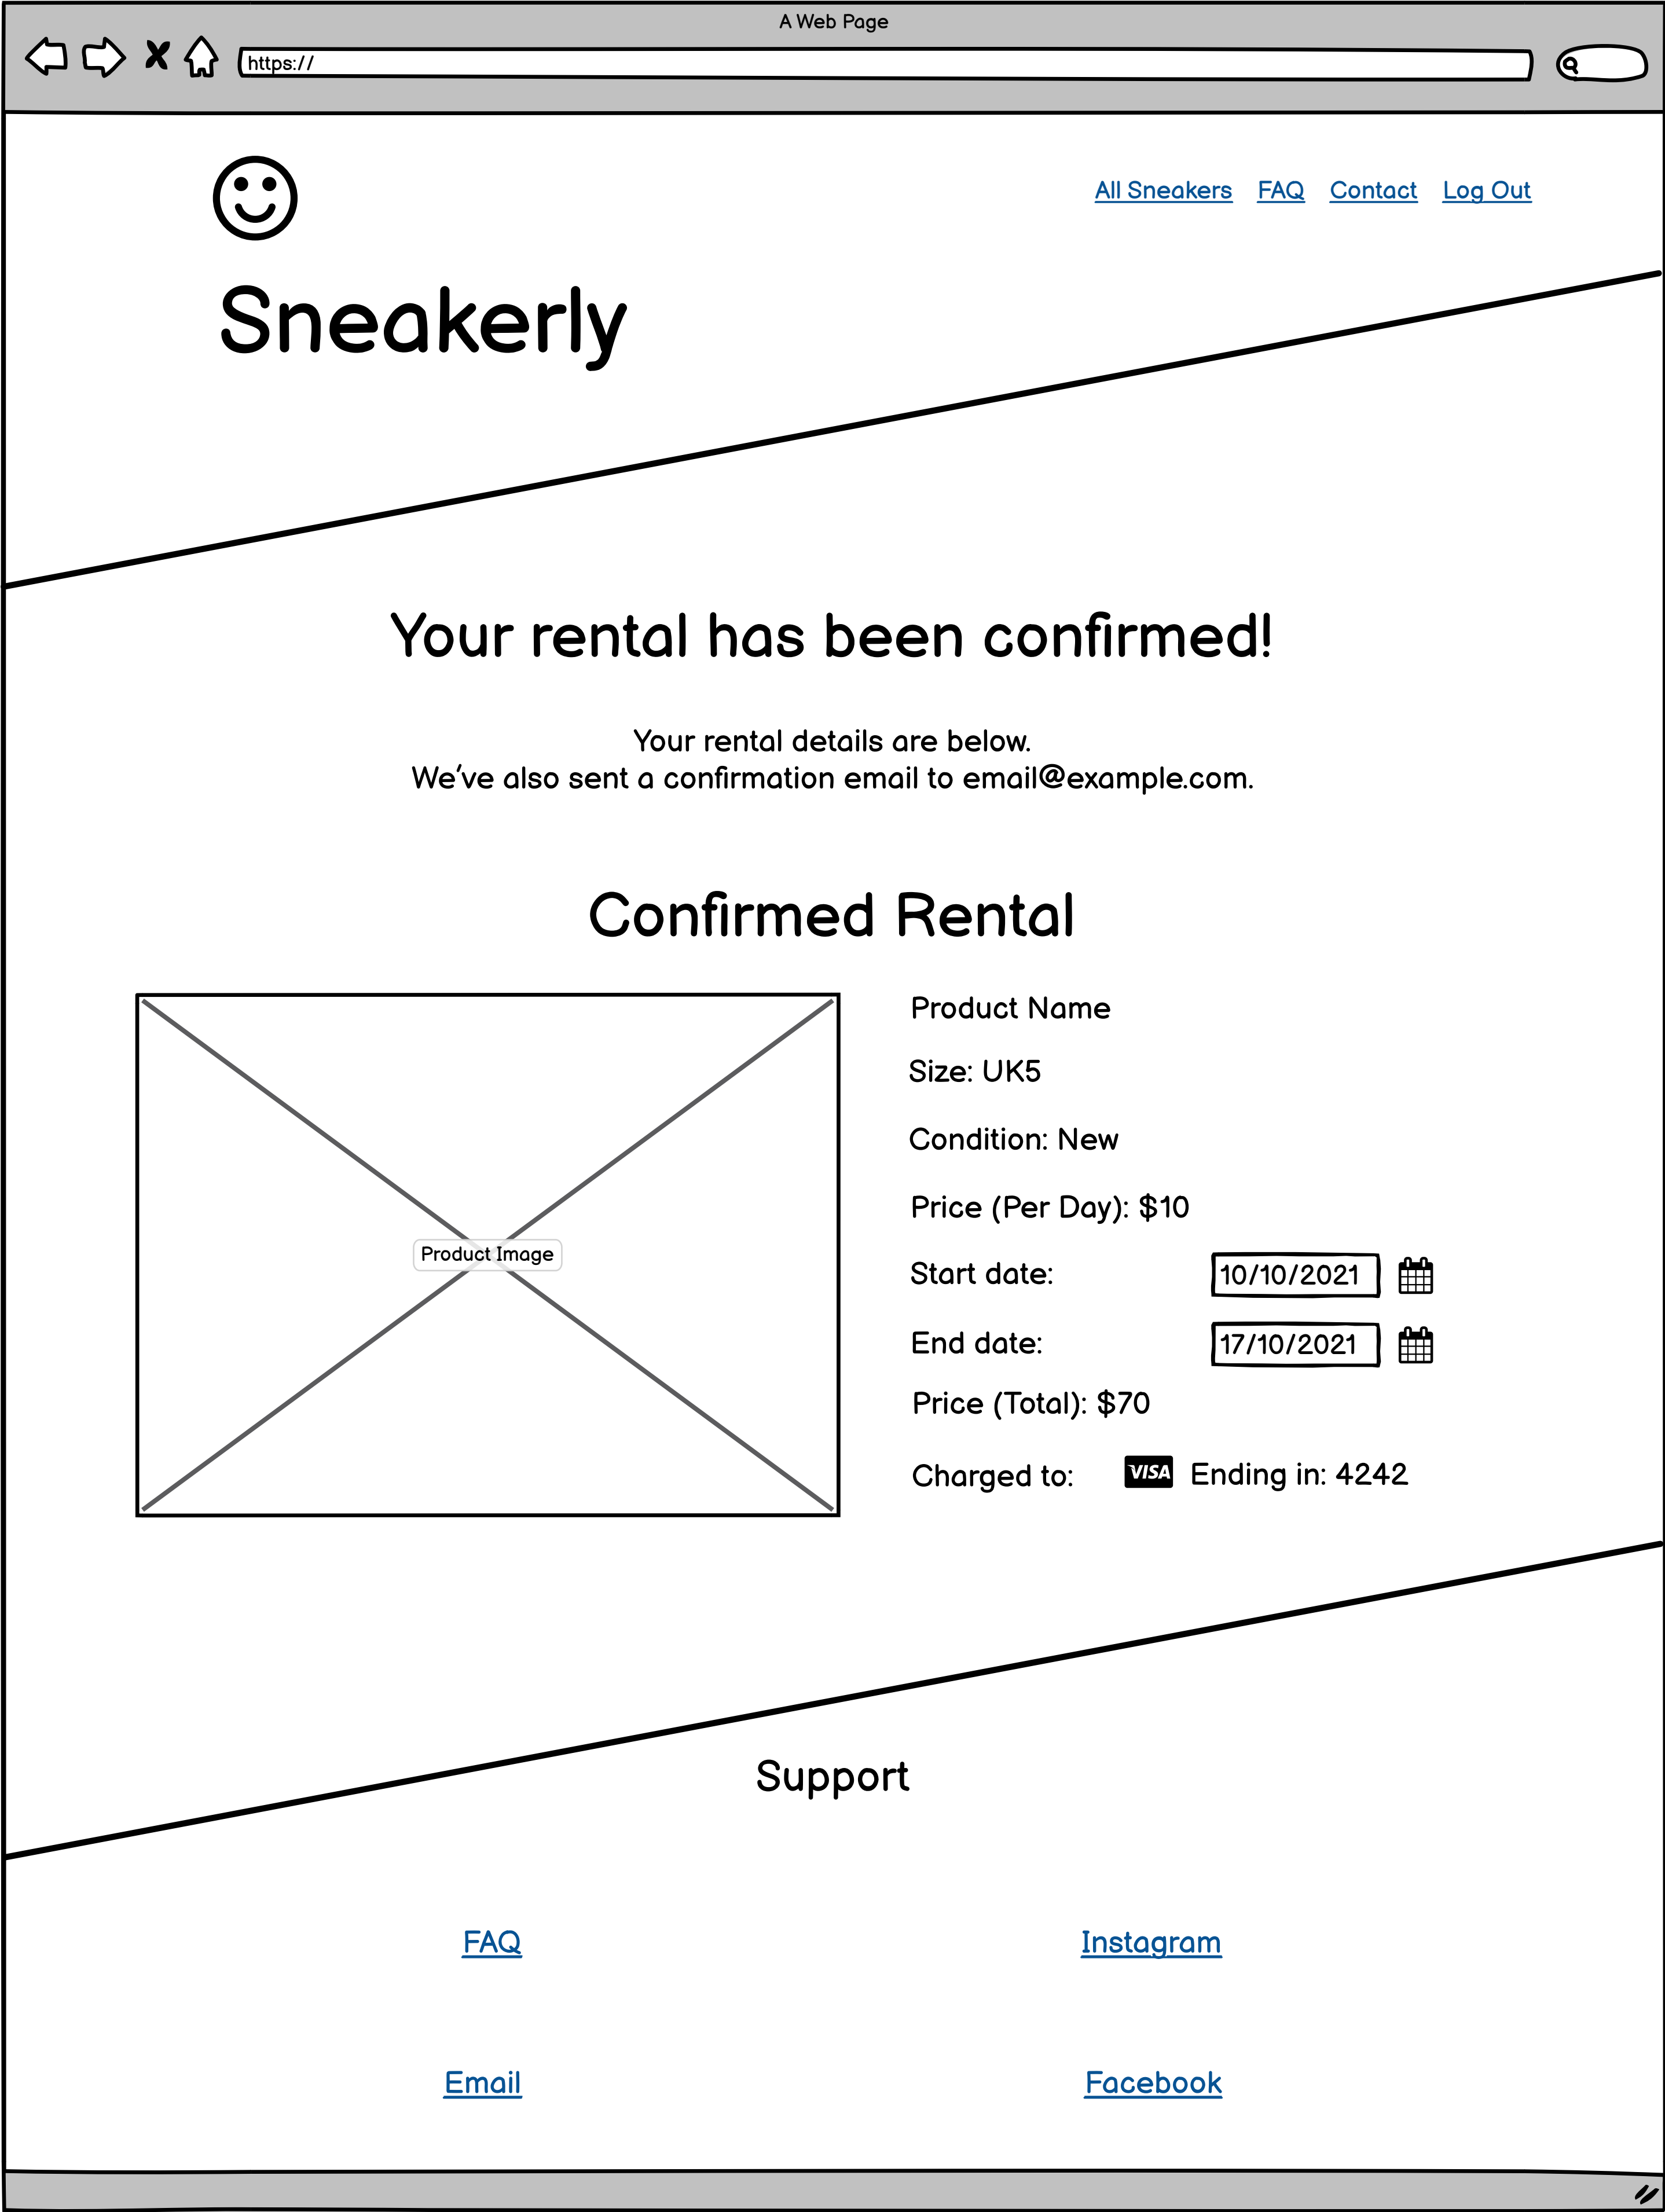 A Web Page
https://
All Sneakers FAQ Contact Log Out
Sneakerly
Your rental has been confirmed!
Your rental details are below.
We've also sent a confirmation email to email@example.com.
Confirmed Rental
Product Image
Product Name
Size: UK5
Condition: New
Price (Per Day): $10
Start date: 10/10/2021
End date: 17/10/2021
Price (Total): $70
Charged to: VISA Ending in: 4242
Support
FAQ Instagram
Email Facebook